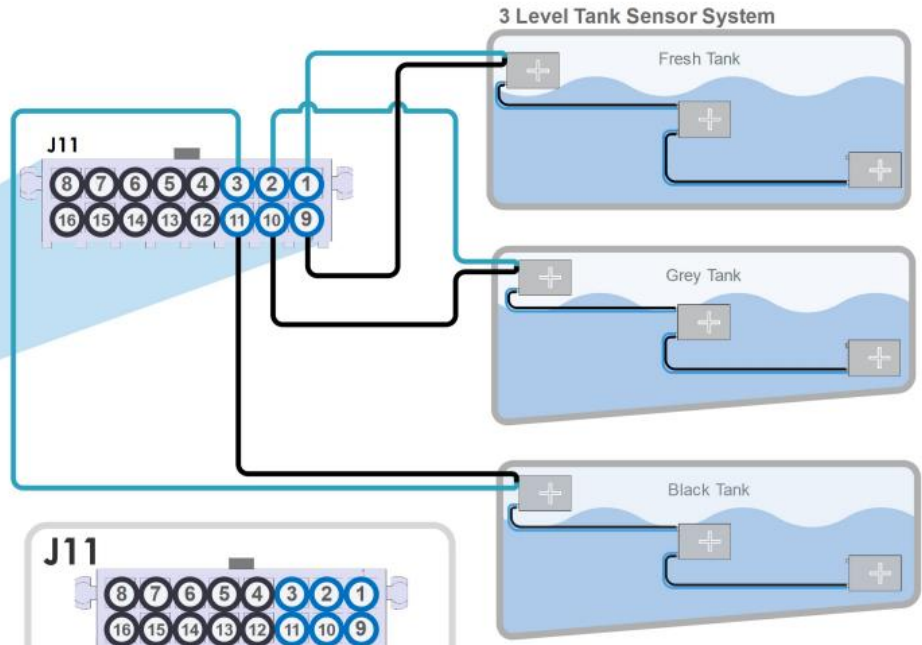 3 Level Tank Sensor System
Fresh Tank
J11
8 7 6 5 4 3 2 1
16 15 14 13 12 11 10 9
Grey Tank
Black Tank
J11
8 7 6 5 4 3 2 1
16 15 14 13 12 11 10 9